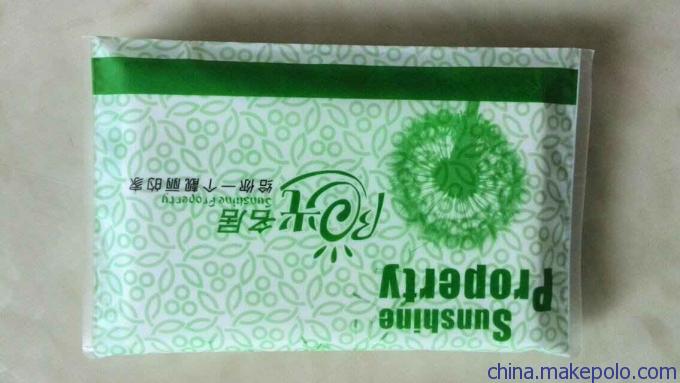 Sunshine
Property
阳光名居
Sunshine Property
给你一个靓丽的家
china.makepolo.com